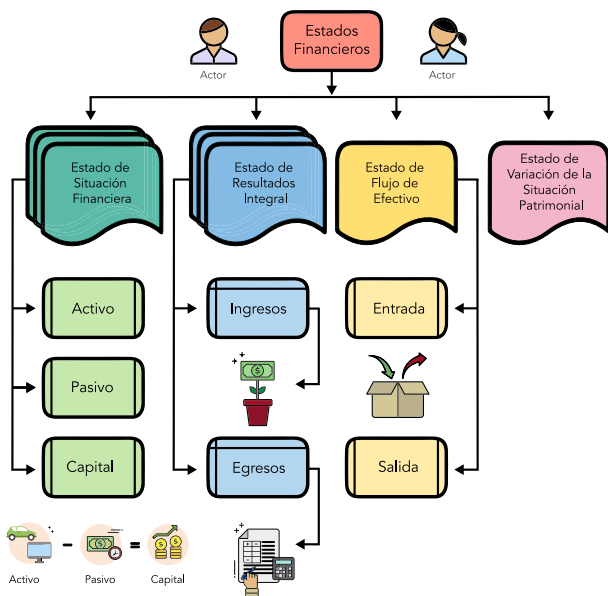 Estados
Financieros
Actor
Actor
Estado de
Situación
Financiera
Estado de
Resultados
Integral
Estado de
Flujo de
Efectivo
Estado de
Variación de la
Situación
Patrimonial
Activo
Ingresos
Entrada
Pasivo
Capital
Egresos
Salida
Activo
-
Pasivo
=
Capital